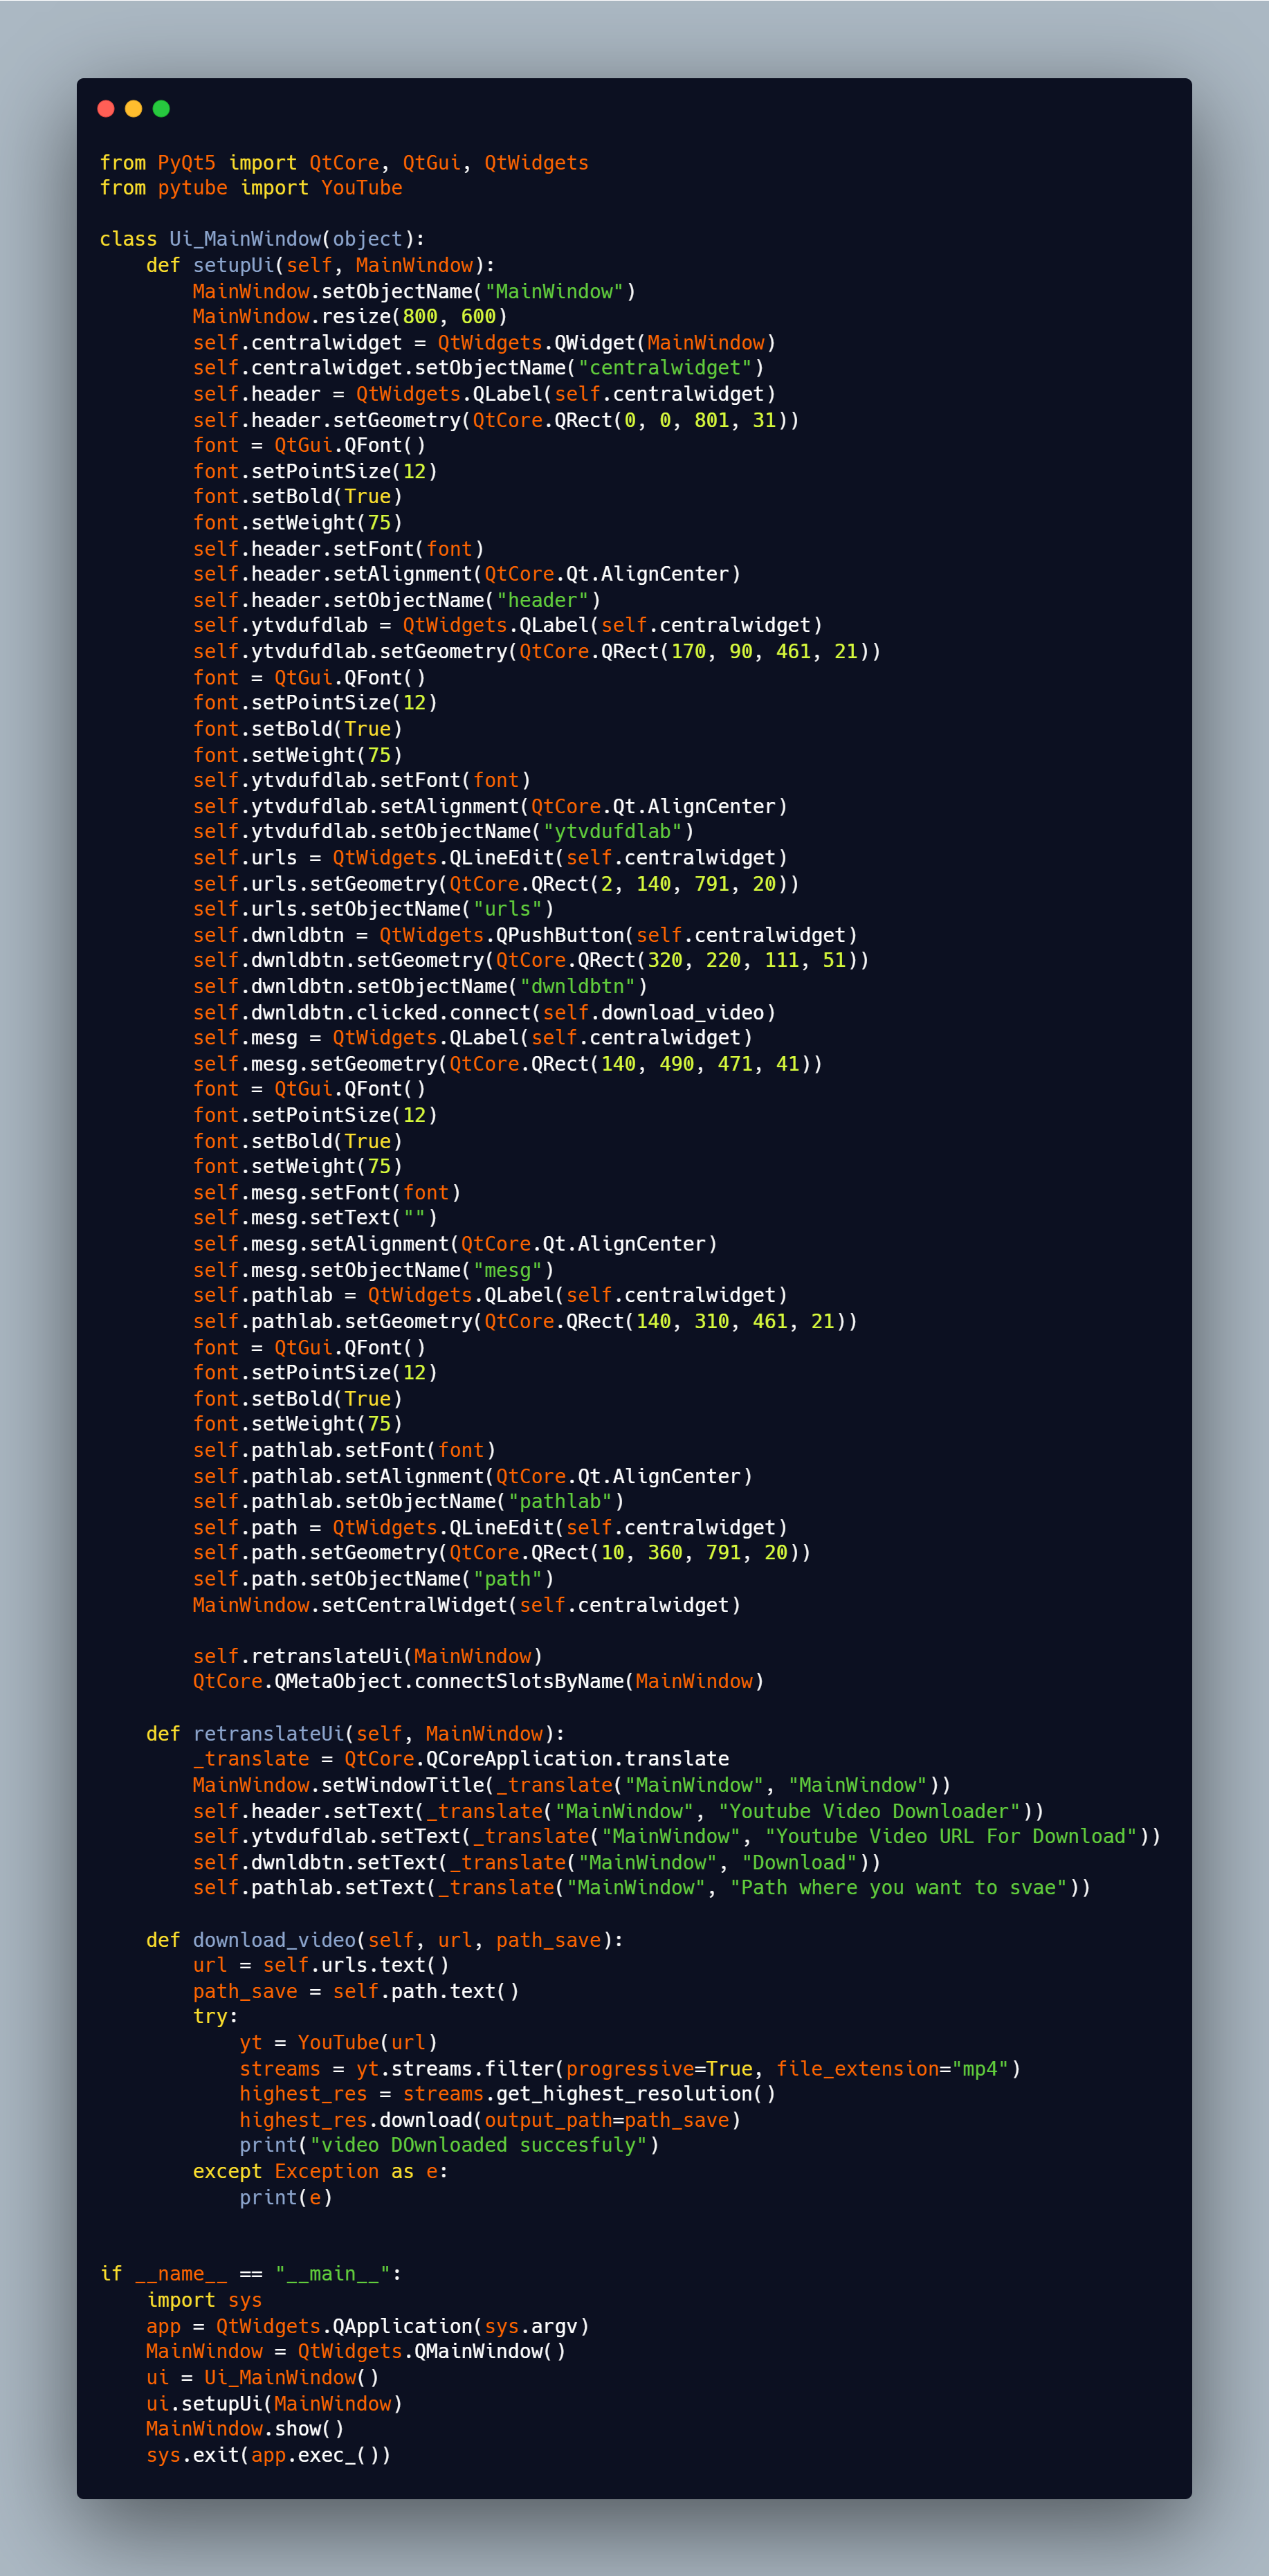 from PyQt5 import QtCore, QtGui, QtWidgets
from pytube import YouTube

class Ui_MainWindow(object):
    def setupUi(self, MainWindow):
        MainWindow.setObjectName("MainWindow")
        MainWindow.resize(800, 600)
        self.centralwidget = QtWidgets.QWidget(MainWindow)
        self.centralwidget.setObjectName("centralwidget")
        self.header = QtWidgets.QLabel(self.centralwidget)
        self.header.setGeometry(QtCore.QRect(0, 0, 801, 31))
        font = QtGui.QFont()
        font.setPointSize(12)
        font.setBold(True)
        font.setWeight(75)
        self.header.setFont(font)
        self.header.setAlignment(QtCore.Qt.AlignCenter)
        self.header.setObjectName("header")
        self.ytvdufdlab = QtWidgets.QLabel(self.centralwidget)
        self.ytvdufdlab.setGeometry(QtCore.QRect(170, 90, 461, 21))
        font = QtGui.QFont()
        font.setPointSize(12)
        font.setBold(True)
        font.setWeight(75)
        self.ytvdufdlab.setFont(font)
        self.ytvdufdlab.setAlignment(QtCore.Qt.AlignCenter)
        self.ytvdufdlab.setObjectName("ytvdufdlab")
        self.urls = QtWidgets.QLineEdit(self.centralwidget)
        self.urls.setGeometry(QtCore.QRect(2, 140, 791, 20))
        self.urls.setObjectName("urls")
        self.dwnldbtn = QtWidgets.QPushButton(self.centralwidget)
        self.dwnldbtn.setGeometry(QtCore.QRect(320, 220, 111, 51))
        self.dwnldbtn.setObjectName("dwnldbtn")
        self.dwnldbtn.clicked.connect(self.download_video)
        self.mesg = QtWidgets.QLabel(self.centralwidget)
        self.mesg.setGeometry(QtCore.QRect(140, 490, 471, 41))
        font = QtGui.QFont()
        font.setPointSize(12)
        font.setBold(True)
        font.setWeight(75)
        self.mesg.setFont(font)
        self.mesg.setText("")
        self.mesg.setAlignment(QtCore.Qt.AlignCenter)
        self.mesg.setObjectName("mesg")
        self.pathlab = QtWidgets.QLabel(self.centralwidget)
        self.pathlab.setGeometry(QtCore.QRect(140, 310, 461, 21))
        font = QtGui.QFont()
        font.setPointSize(12)
        font.setBold(True)
        font.setWeight(75)
        self.pathlab.setFont(font)
        self.pathlab.setAlignment(QtCore.Qt.AlignCenter)
        self.pathlab.setObjectName("pathlab")
        self.path = QtWidgets.QLineEdit(self.centralwidget)
        self.path.setGeometry(QtCore.QRect(10, 360, 791, 20))
        self.path.setObjectName("path")
        MainWindow.setCentralWidget(self.centralwidget)

        self.retranslateUi(MainWindow)
        QtCore.QMetaObject.connectSlotsByName(MainWindow)

    def retranslateUi(self, MainWindow):
        _translate = QtCore.QCoreApplication.translate
        MainWindow.setWindowTitle(_translate("MainWindow", "MainWindow"))
        self.header.setText(_translate("MainWindow", "Youtube Video Downloader"))
        self.ytvdufdlab.setText(_translate("MainWindow", "Youtube Video URL For Download"))
        self.dwnldbtn.setText(_translate("MainWindow", "Download"))
        self.pathlab.setText(_translate("MainWindow", "Path where you want to svae"))

    def download_video(self, url, path_save):
        url = self.urls.text()
        path_save = self.path.text()
        try:
            yt = YouTube(url)
            streams = yt.streams.filter(progressive=True, file_extension="mp4")
            highest_res = streams.get_highest_resolution()
            highest_res.download(output_path=path_save)
            print("video DOwnloaded succesfuly")
        except Exception as e:
            print(e)


if __name__ == "__main__":
    import sys
    app = QtWidgets.QApplication(sys.argv)
    MainWindow = QtWidgets.QMainWindow()
    ui = Ui_MainWindow()
    ui.setupUi(MainWindow)
    MainWindow.show()
    sys.exit(app.exec_())